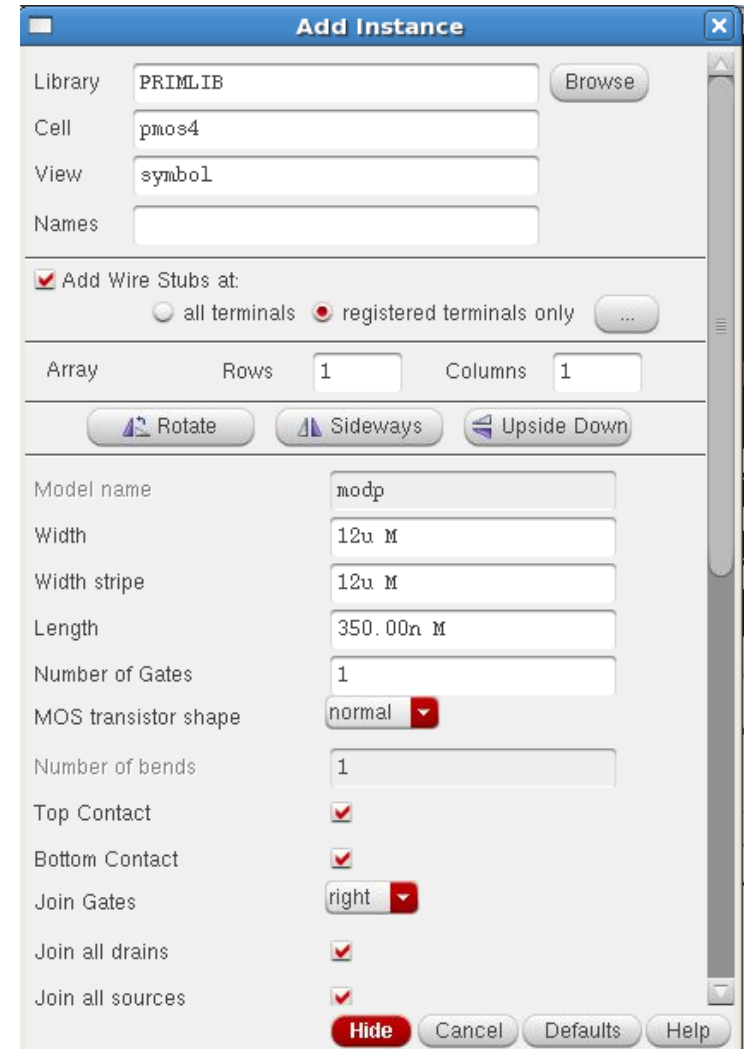 Add Instance
Library PRIMLIB Browse
Cell pmos4
View symbol
Names
Add Wire Stubs at:
all terminals registered terminals only ...
Array Rows 1 Columns 1
Rotate Sideways Upside Down
Model name modp
Width 12u M
Width stripe 12u M
Length 350.00n M
Number of Gates 1
MOS transistor shape normal
Number of bends 1
Top Contact
Bottom Contact
Join Gates right
Join all drains
Join all sources
Hide Cancel Defaults Help